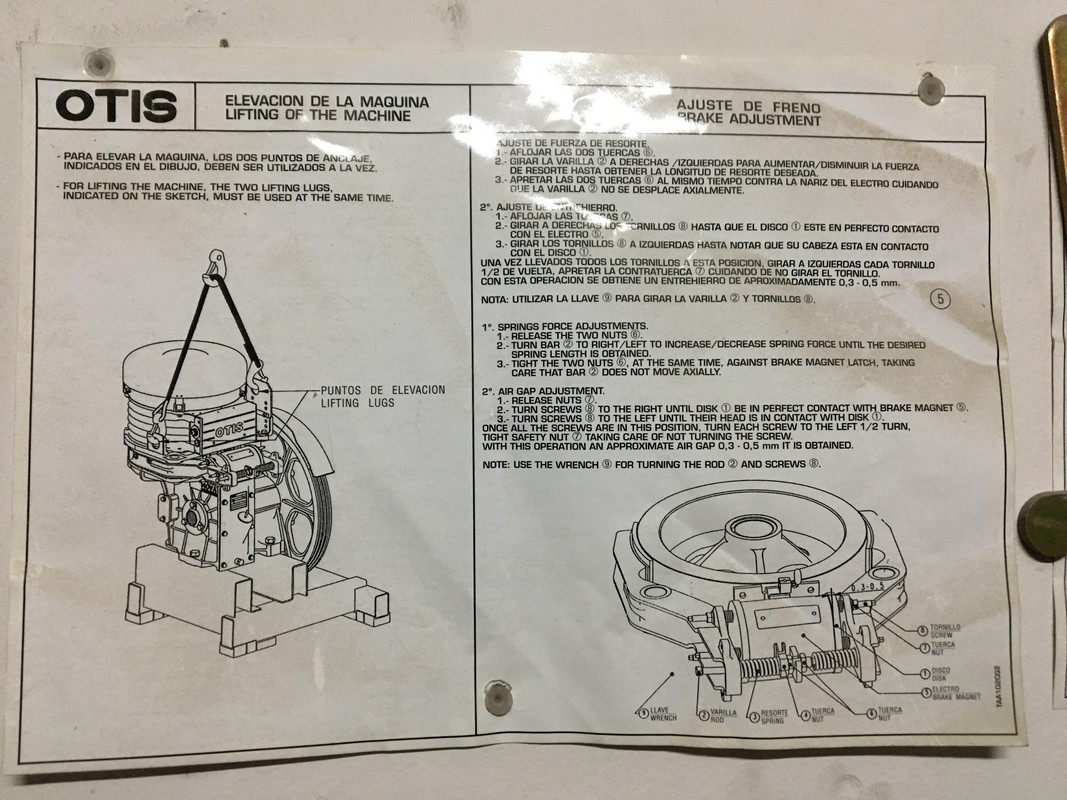 OTIS
ELEVACION DE LA MAQUINA
LIFTING OF THE MACHINE
- PARA ELEVAR LA MAQUINA, LOS DOS PUNTOS DE ANCLAJE,
INDICADOS EN EL DIBUJO, DEBEN SER UTILIZADOS A LA VEZ.
- FOR LIFTING THE MACHINE, THE TWO LIFTING LUGS,
INDICATED ON THE SKETCH, MUST BE USED AT THE SAME TIME.
PUNTOS DE ELEVACION
LIFTING LUGS
OTIS
AJUSTE DE FRENO
BRAKE ADJUSTMENT
AJUSTE DE FUERZA DE RESORTE.
1.- AFLOJAR LAS DOS TUERCAS ⑥.
2.- GIRAR LA VARILLA ② A DERECHAS /IZQUIERDAS PARA AUMENTAR/DISMINUIR LA FUERZA
DE RESORTE HASTA OBTENER LA LONGITUD DE RESORTE DESEADA.
3.- APRETAR LAS DOS TUERCAS ⑥ AL MISMO TIEMPO CONTRA LA NARIZ DEL ELECTRO CUIDANDO
QUE LA VARILLA ② NO SE DESPLACE AXIALMENTE.
2º. AJUSTE DE ENTREHIERRO.
1.- AFLOJAR LAS TUERCAS ⑦.
2.- GIRAR A DERECHAS LOS TORNILLOS ⑧ HASTA QUE EL DISCO ① ESTE EN PERFECTO CONTACTO
CON EL ELECTRO ⑤.
3.- GIRAR LOS TORNILLOS ⑧ A IZQUIERDAS HASTA NOTAR QUE SU CABEZA ESTA EN CONTACTO
CON EL DISCO ①.
UNA VEZ LLEVADOS TODOS LOS TORNILLOS A ESTA POSICION, GIRAR A IZQUIERDAS CADA TORNILLO
1/2 DE VUELTA, APRETAR LA CONTRATUERCA ⑦ CUIDANDO DE NO GIRAR EL TORNILLO.
CON ESTA OPERACION SE OBTIENE UN ENTREHIERRO DE APROXIMADAMENTE 0,3 - 0,5 mm.
NOTA: UTILIZAR LA LLAVE ⑨ PARA GIRAR LA VARILLA ② Y TORNILLOS ⑧.
⑤
1º. SPRINGS FORCE ADJUSTMENTS.
1.- RELEASE THE TWO NUTS ⑥.
2.- TURN BAR ② TO RIGHT/LEFT TO INCREASE/DECREASE SPRING FORCE UNTIL THE DESIRED
SPRING LENGTH IS OBTAINED.
3.- TIGHT THE TWO NUTS ⑥, AT THE SAME TIME, AGAINST BRAKE MAGNET LATCH, TAKING
CARE THAT BAR ② DOES NOT MOVE AXIALLY.
2º. AIR GAP ADJUSTMENT.
1.- RELEASE NUTS ⑦.
2.- TURN SCREWS ⑧ TO THE RIGHT UNTIL DISK ① BE IN PERFECT CONTACT WITH BRAKE MAGNET ⑤.
3.- TURN SCREWS ⑧ TO THE LEFT UNTIL THEIR HEAD IS IN CONTACT WITH DISK ①.
ONCE ALL THE SCREWS ARE IN THIS POSITION, TURN EACH SCREW TO THE LEFT 1/2 TURN,
TIGHT SAFETY NUT ⑦ TAKING CARE OF NOT TURNING THE SCREW.
WITH THIS OPERATION AN APPROXIMATE AIR GAP 0,3 - 0,5 mm IT IS OBTAINED.
NOTE: USE THE WRENCH ⑨ FOR TURNING THE ROD ② AND SCREWS ⑧.
0,3-0,5
⑧ TORNILLO
SCREW
⑦ TUERCA
NUT
① DISCO
DISK
⑤ ELECTRO
BRAKE MAGNET
⑨ LLAVE
WRENCH
② VARILLA
ROD
③ RESORTE
SPRING
④ TUERCA
NUT
⑥ TUERCA
NUT